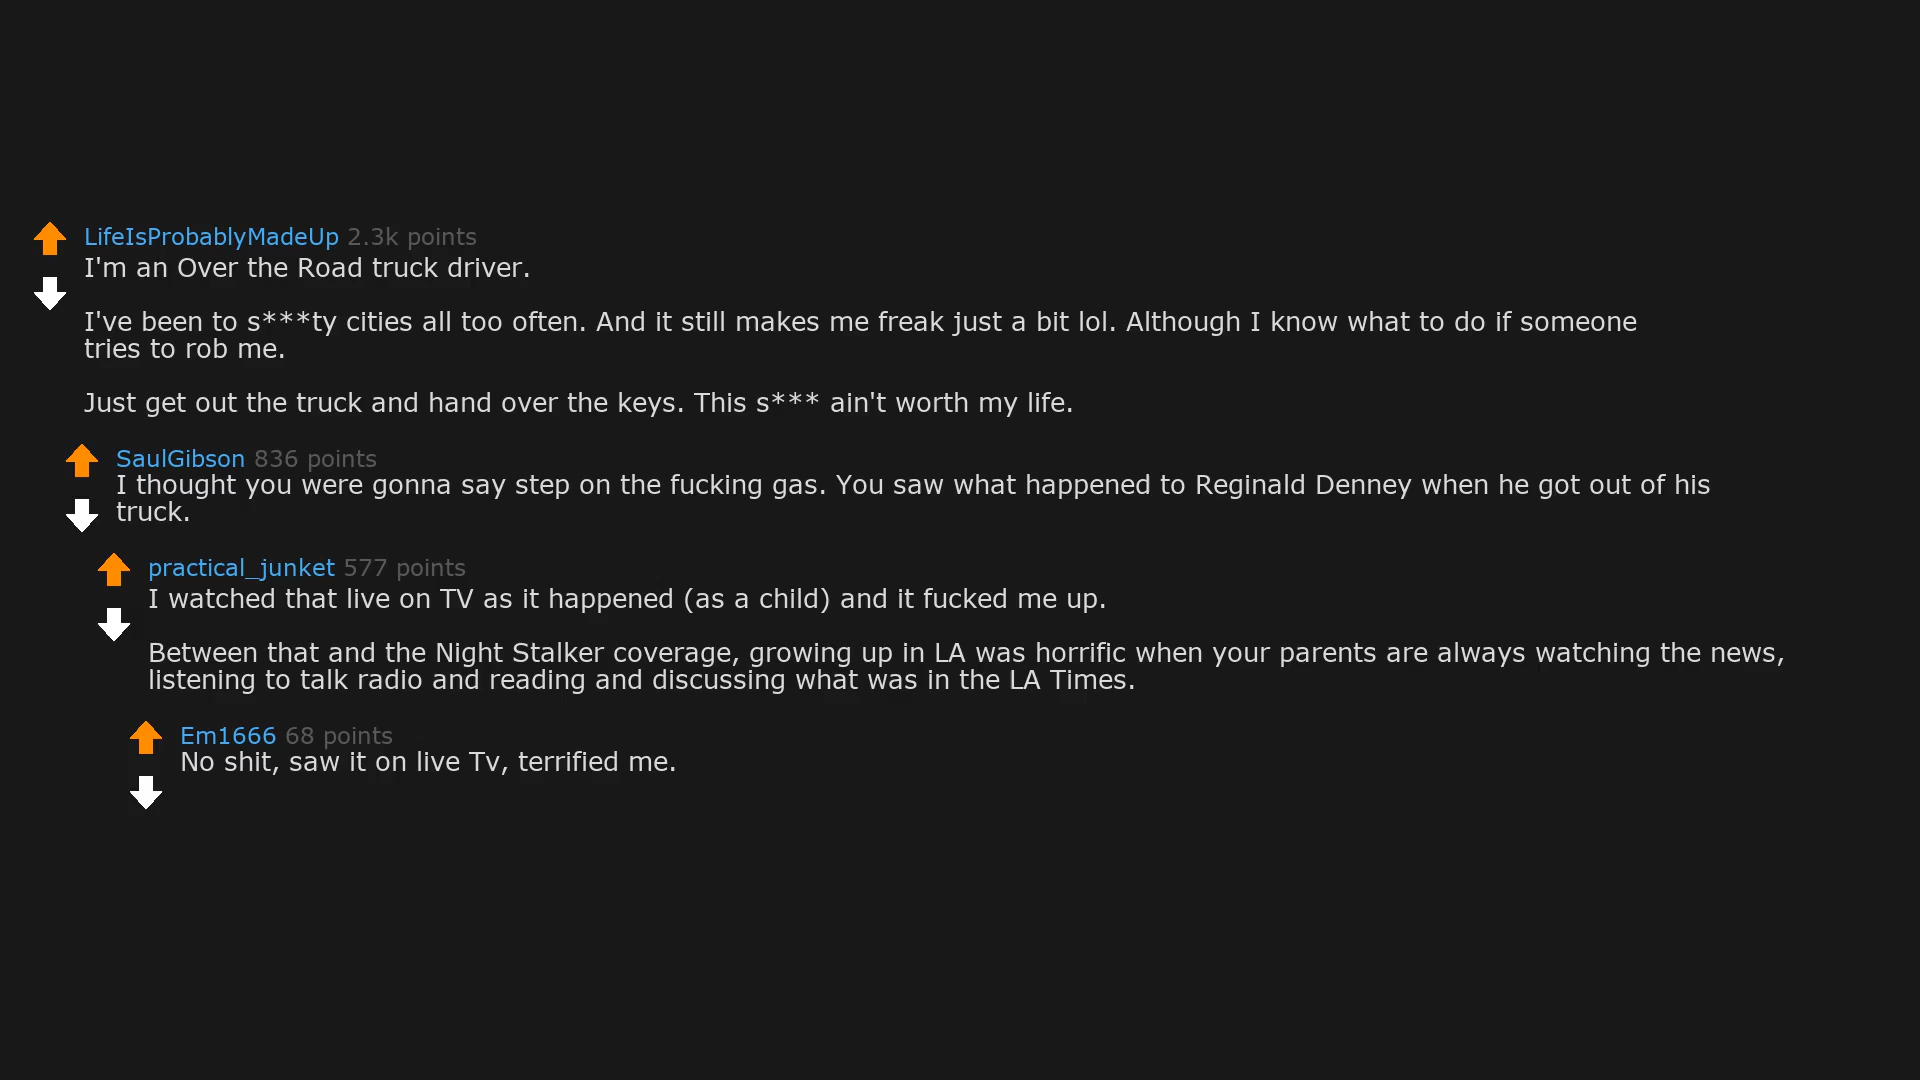 LifeIsProbablyMadeUp 2.3k points
I'm an Over the Road truck driver.
I've been to s***ty cities all too often. And it still makes me freak just a bit lol. Although I know what to do if someone
tries to rob me.
Just get out the truck and hand over the keys. This s*** ain't worth my life.
SaulGibson 836 points
I thought you were gonna say step on the fucking gas. You saw what happened to Reginald Denney when he got out of his
truck.
practical_junket 577 points
I watched that live on TV as it happened (as a child) and it fucked me up.
Between that and the Night Stalker coverage, growing up in LA was horrific when your parents are always watching the news,
listening to talk radio and reading and discussing what was in the LA Times.
Em1666 68 points
No shit, saw it on live Tv, terrified me.